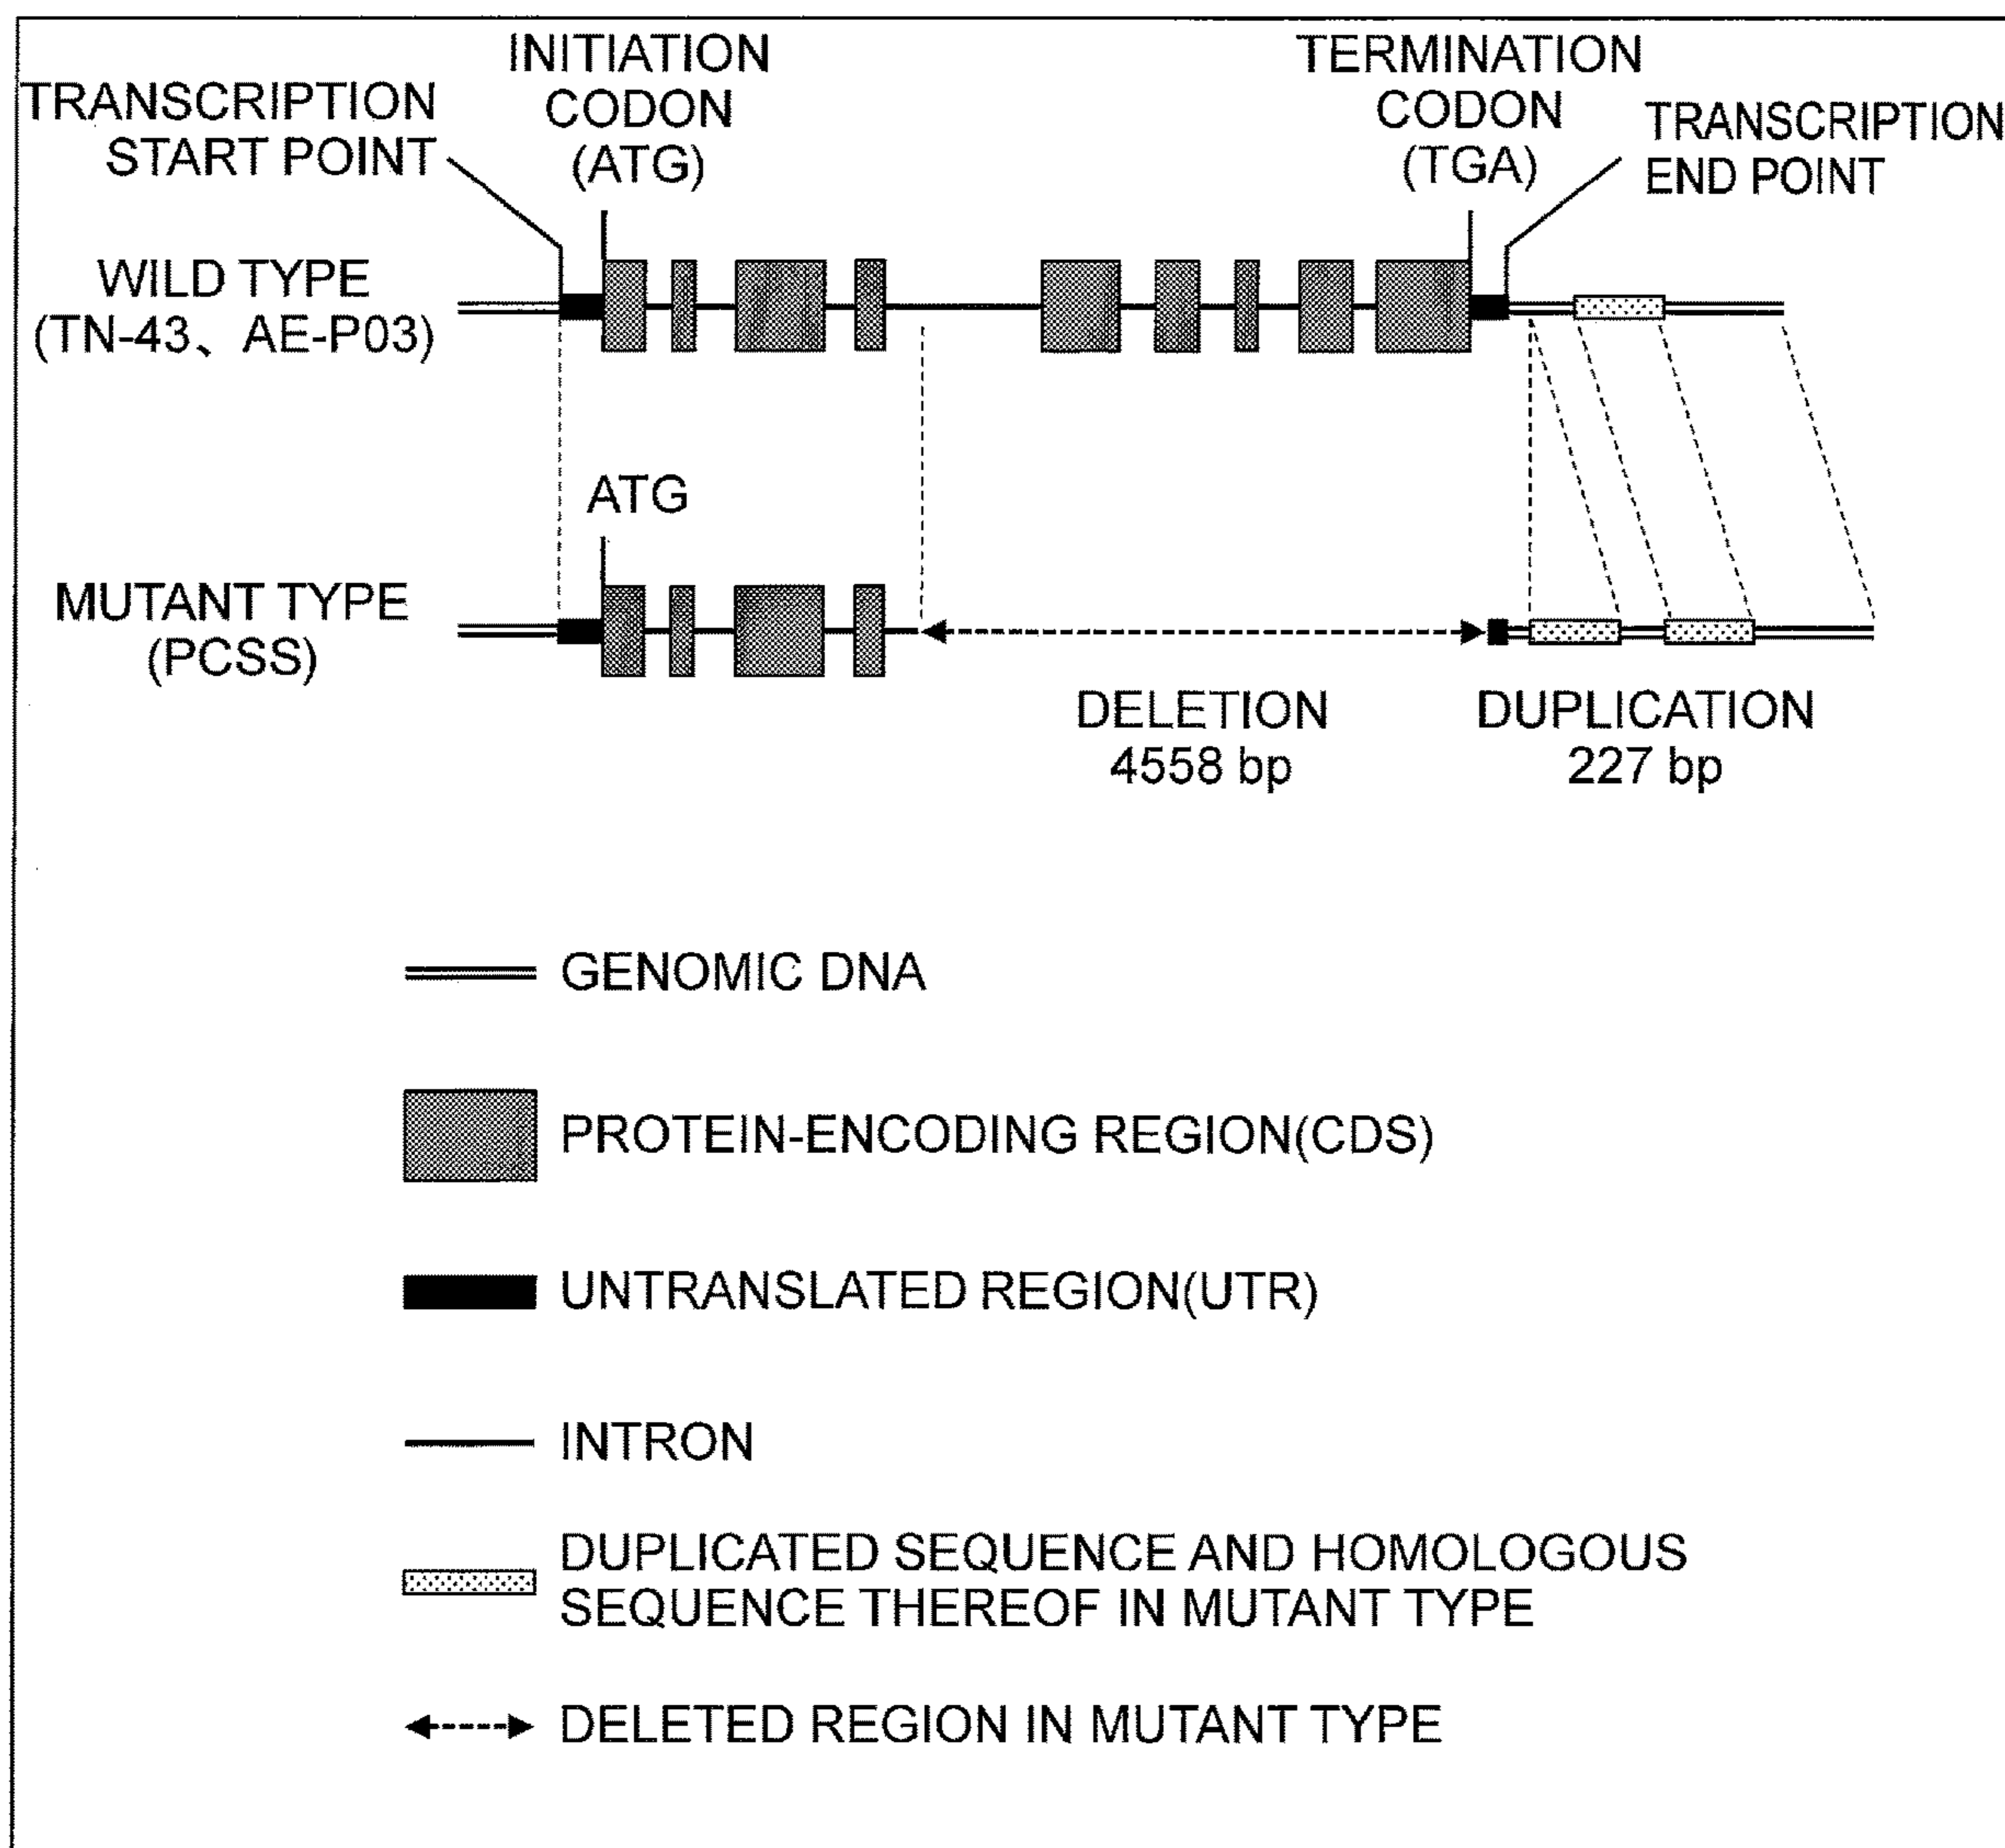 TRANSCRIPTION
START POINT
INITIATION
CODON
(ATG)
TERMINATION
CODON
(TGA)
TRANSCRIPTION
END POINT
WILD TYPE
(TN-43、AE-P03)
ATG
MUTANT TYPE
(PCSS)
DELETION
4558 bp
DUPLICATION
227 bp
GENOMIC DNA
PROTEIN-ENCODING REGION(CDS)
UNTRANSLATED REGION(UTR)
INTRON
DUPLICATED SEQUENCE AND HOMOLOGOUS
SEQUENCE THEREOF IN MUTANT TYPE
DELETED REGION IN MUTANT TYPE